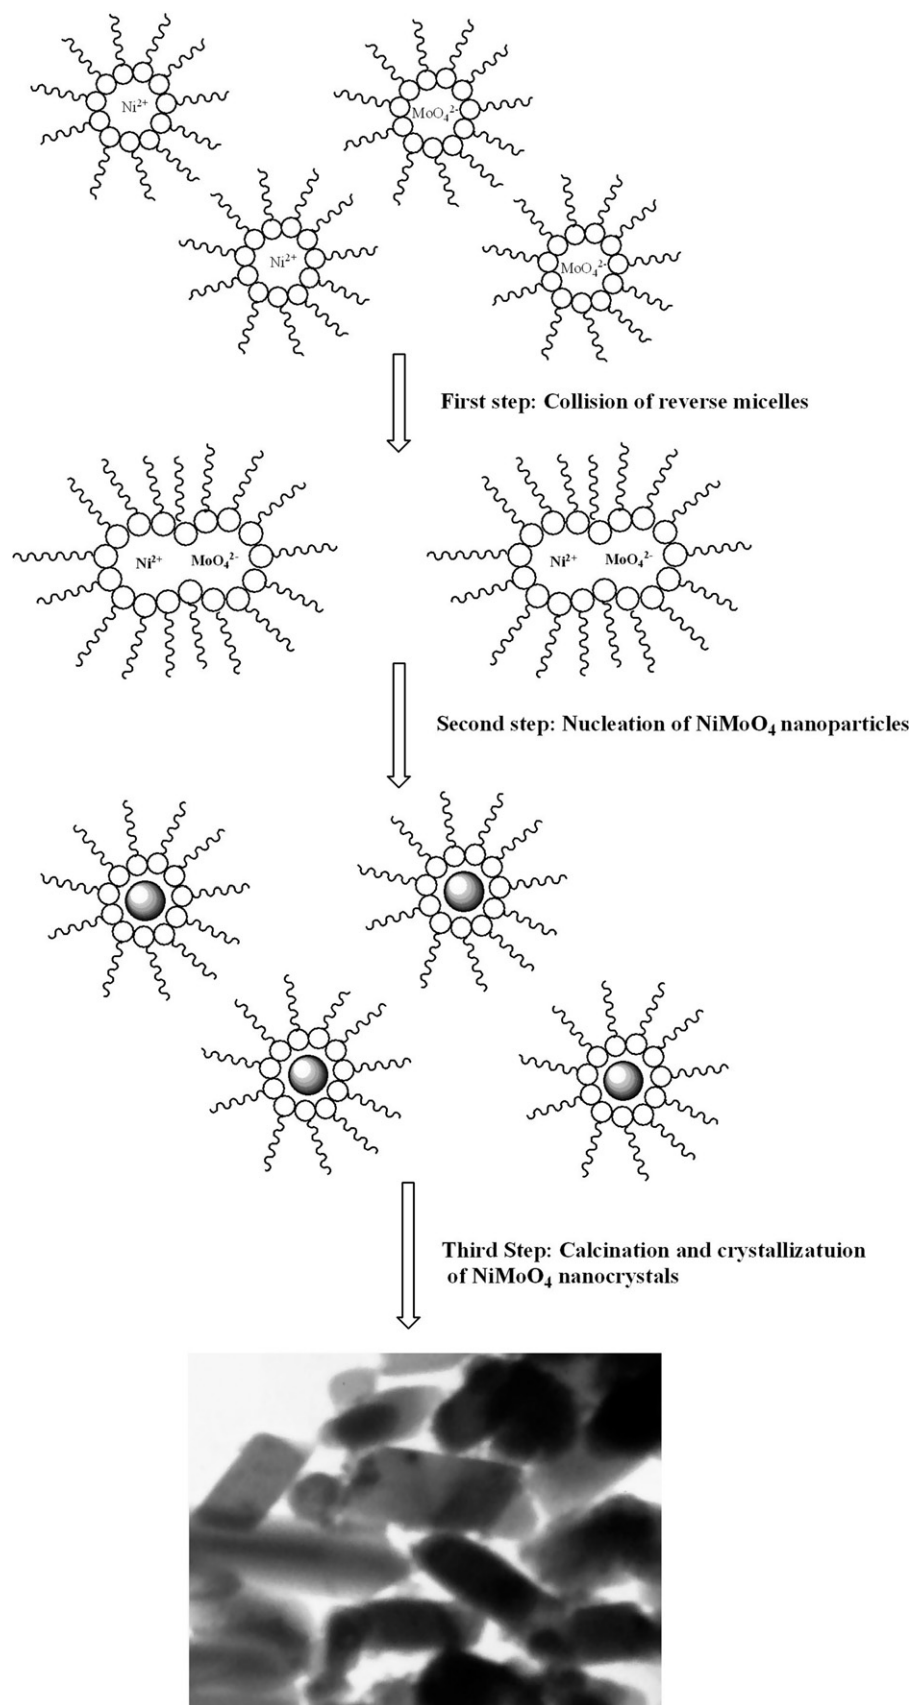 Ni²⁺
MoO₄²⁻
Ni²⁺
MoO₄²⁻
First step: Collision of reverse micelles
Ni²⁺ MoO₄²⁻
Ni²⁺ MoO₄²⁻
Second step: Nucleation of NiMoO₄ nanoparticles
Third Step: Calcination and crystallizatuion
of NiMoO₄ nanocrystals